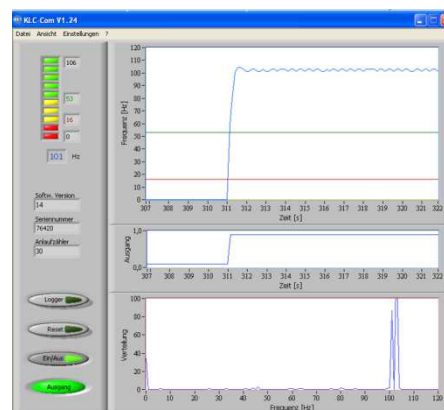 KLC-Com V1.24
Datei Ansicht Einstellungen ?
106
53
16
0
101 Hz
Softw. Version
14
Seriennummer
76420
Anlaufzähler
30
Logger
Reset
Ein/Aus
Ausgang
Frequenz [Hz]
120
110
100
90
80
70
60
50
40
30
20
10
0
307 308 309 310 311 312 313 314 315 316 317 318 319 320 321 322
Zeit [s]
Ausgang
1,0
0,0
307 308 309 310 311 312 313 314 315 316 317 318 319 320 321 322
Zeit [s]
Verteilung
100
80
60
40
20
0
0 10 20 30 40 50 60 70 80 90 100 110 120
Frequenz [Hz]